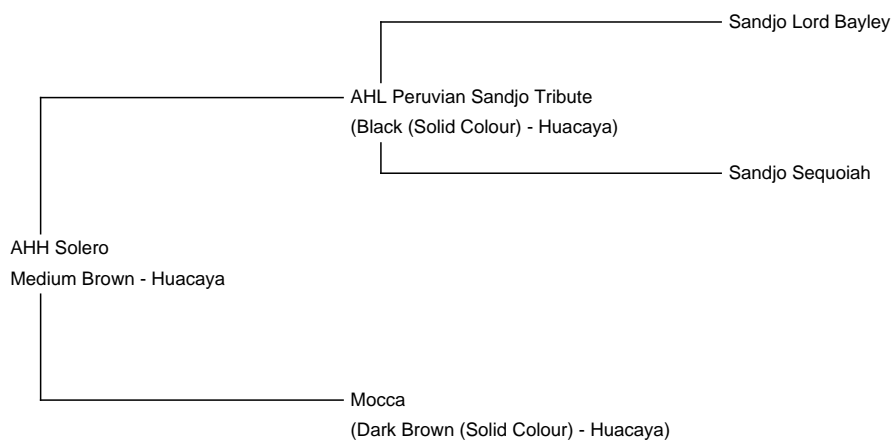 Sandjo Lord Bayley
AHL Peruvian Sandjo Tribute
(Black (Solid Colour) - Huacaya)
Sandjo Sequoiah
AHH Solero
Medium Brown - Huacaya
Mocca
(Dark Brown (Solid Colour) - Huacaya)